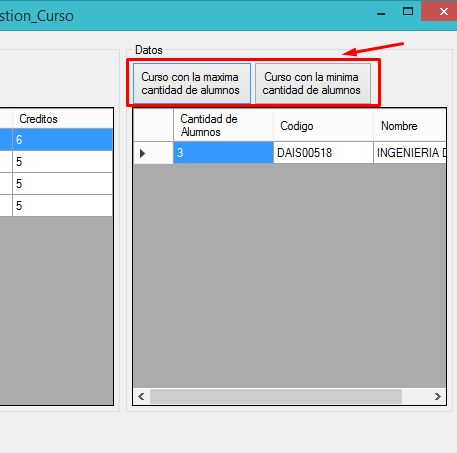 stion_Curso
Datos
Curso con la maxima
cantidad de alumnos
Curso con la minima
cantidad de alumnos
Creditos
6
5
5
5
Cantidad de
Alumnos
Codigo
Nombre
3
DAIS00518
INGENIERIA D